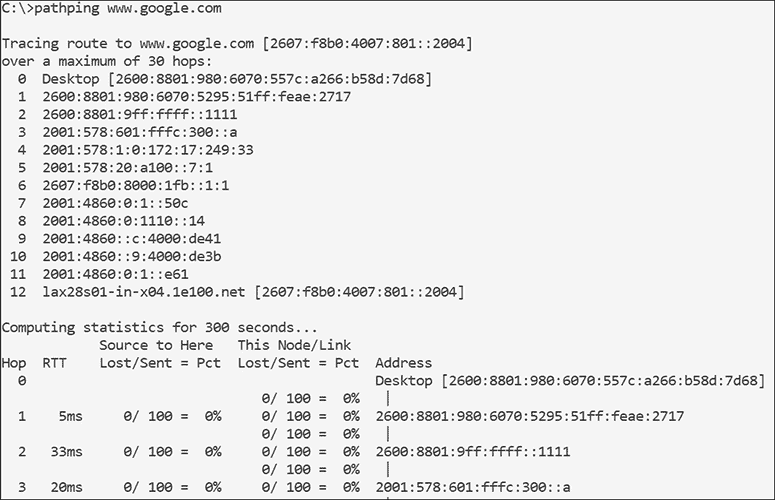 C:\>pathping www.google.com
Tracing route to www.google.com [2607:f8b0:4007:801::2004]
over a maximum of 30 hops:
0 Desktop [2600:8801:980:6070:557c:a266:b58d:7d68]
1 2600:8801:980:6070:5295:51ff:feae:2717
2 2600:8801:9ff:ffff::1111
3 2001:578:601:fffc:300::a
4 2001:578:1:0:172:17:249:33
5 2001:578:20:a100::7:1
6 2607:f8b0:8000:1fb::1:1
7 2001:4860:0:1::50c
8 2001:4860:0:1110::14
9 2001:4860::c:4000:de41
10 2001:4860::9:4000:de3b
11 2001:4860:0:1::e61
12 lax28s01-in-x04.1e100.net [2607:f8b0:4007:801::2004]
Computing statistics for 300 seconds...
Source to Here This Node/Link
Hop RTT Lost/Sent = Pct Lost/Sent = Pct Address
0 Desktop [2600:8801:980:6070:557c:a266:b58d:7d68]
0/ 100 = 0% |
1 5ms 0/ 100 = 0% 0/ 100 = 0% 2600:8801:980:6070:5295:51ff:feae:2717
0/ 100 = 0% |
2 33ms 0/ 100 = 0% 0/ 100 = 0% 2600:8801:9ff:ffff::1111
0/ 100 = 0% |
3 20ms 0/ 100 = 0% 0/ 100 = 0% 2001:578:601:fffc:300::a